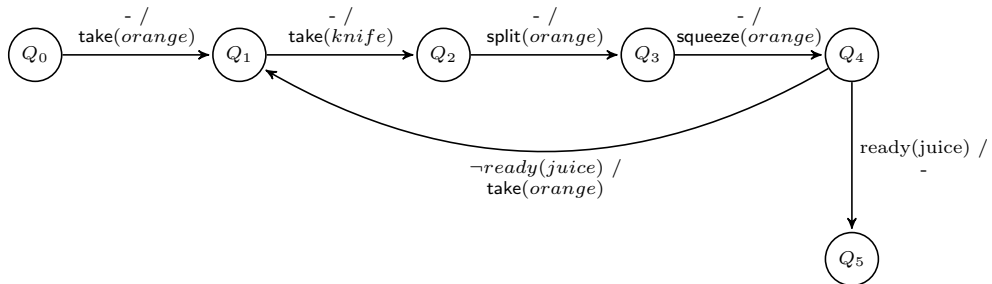 - /
take(orange)
- /
take(knife)
- /
split(orange)
- /
squeeze(orange)
Q0
Q1
Q2
Q3
Q4
¬ready(juice) /
take(orange)
ready(juice) /
-
Q5